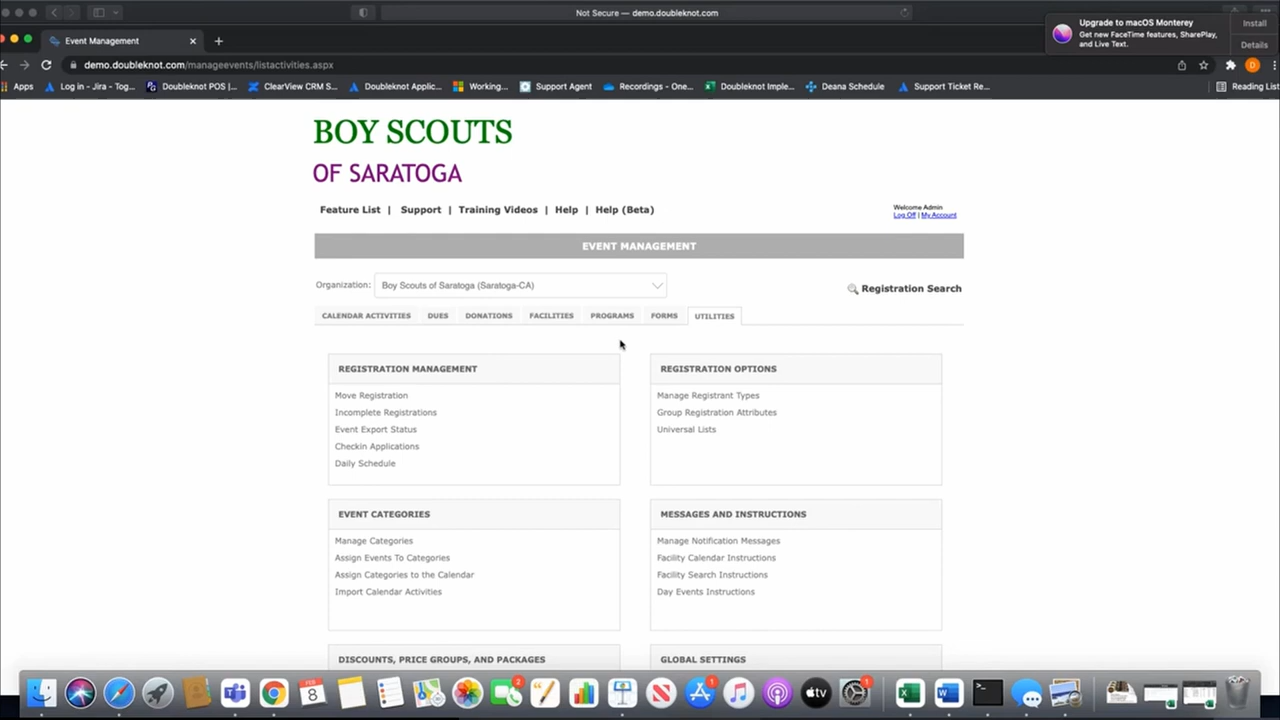 Not Secure — demo.doubleknot.com
Event Management
Upgrade to macOS Monterey
Get new FaceTime features, SharePlay,
and Live Text.
Install
Details
demo.doubleknot.com/manageevents/listactivities.aspx
D
Apps
Log in - Jira - Tog...
Doubleknot POS |...
ClearView CRM S...
Doubleknot Applic...
Working...
Support Agent
Recordings - One...
Doubleknot Imple...
Deana Schedule
Support Ticket Re...
Reading List
BOY SCOUTS
OF SARATOGA
Feature List | Support | Training Videos | Help | Help (Beta)
Welcome Admin
Log Off | My Account
EVENT MANAGEMENT
Organization: Boy Scouts of Saratoga (Saratoga-CA)
Registration Search
CALENDAR ACTIVITIES DUES DONATIONS FACILITIES PROGRAMS FORMS UTILITIES
REGISTRATION MANAGEMENT
Move Registration
Incomplete Registrations
Event Export Status
Checkin Applications
Daily Schedule
REGISTRATION OPTIONS
Manage Registrant Types
Group Registration Attributes
Universal Lists
EVENT CATEGORIES
Manage Categories
Assign Events To Categories
Assign Categories to the Calendar
Import Calendar Activities
MESSAGES AND INSTRUCTIONS
Manage Notification Messages
Facility Calendar Instructions
Facility Search Instructions
Day Events Instructions
DISCOUNTS, PRICE GROUPS, AND PACKAGES
GLOBAL SETTINGS
FEB
8
2
1
tv
1